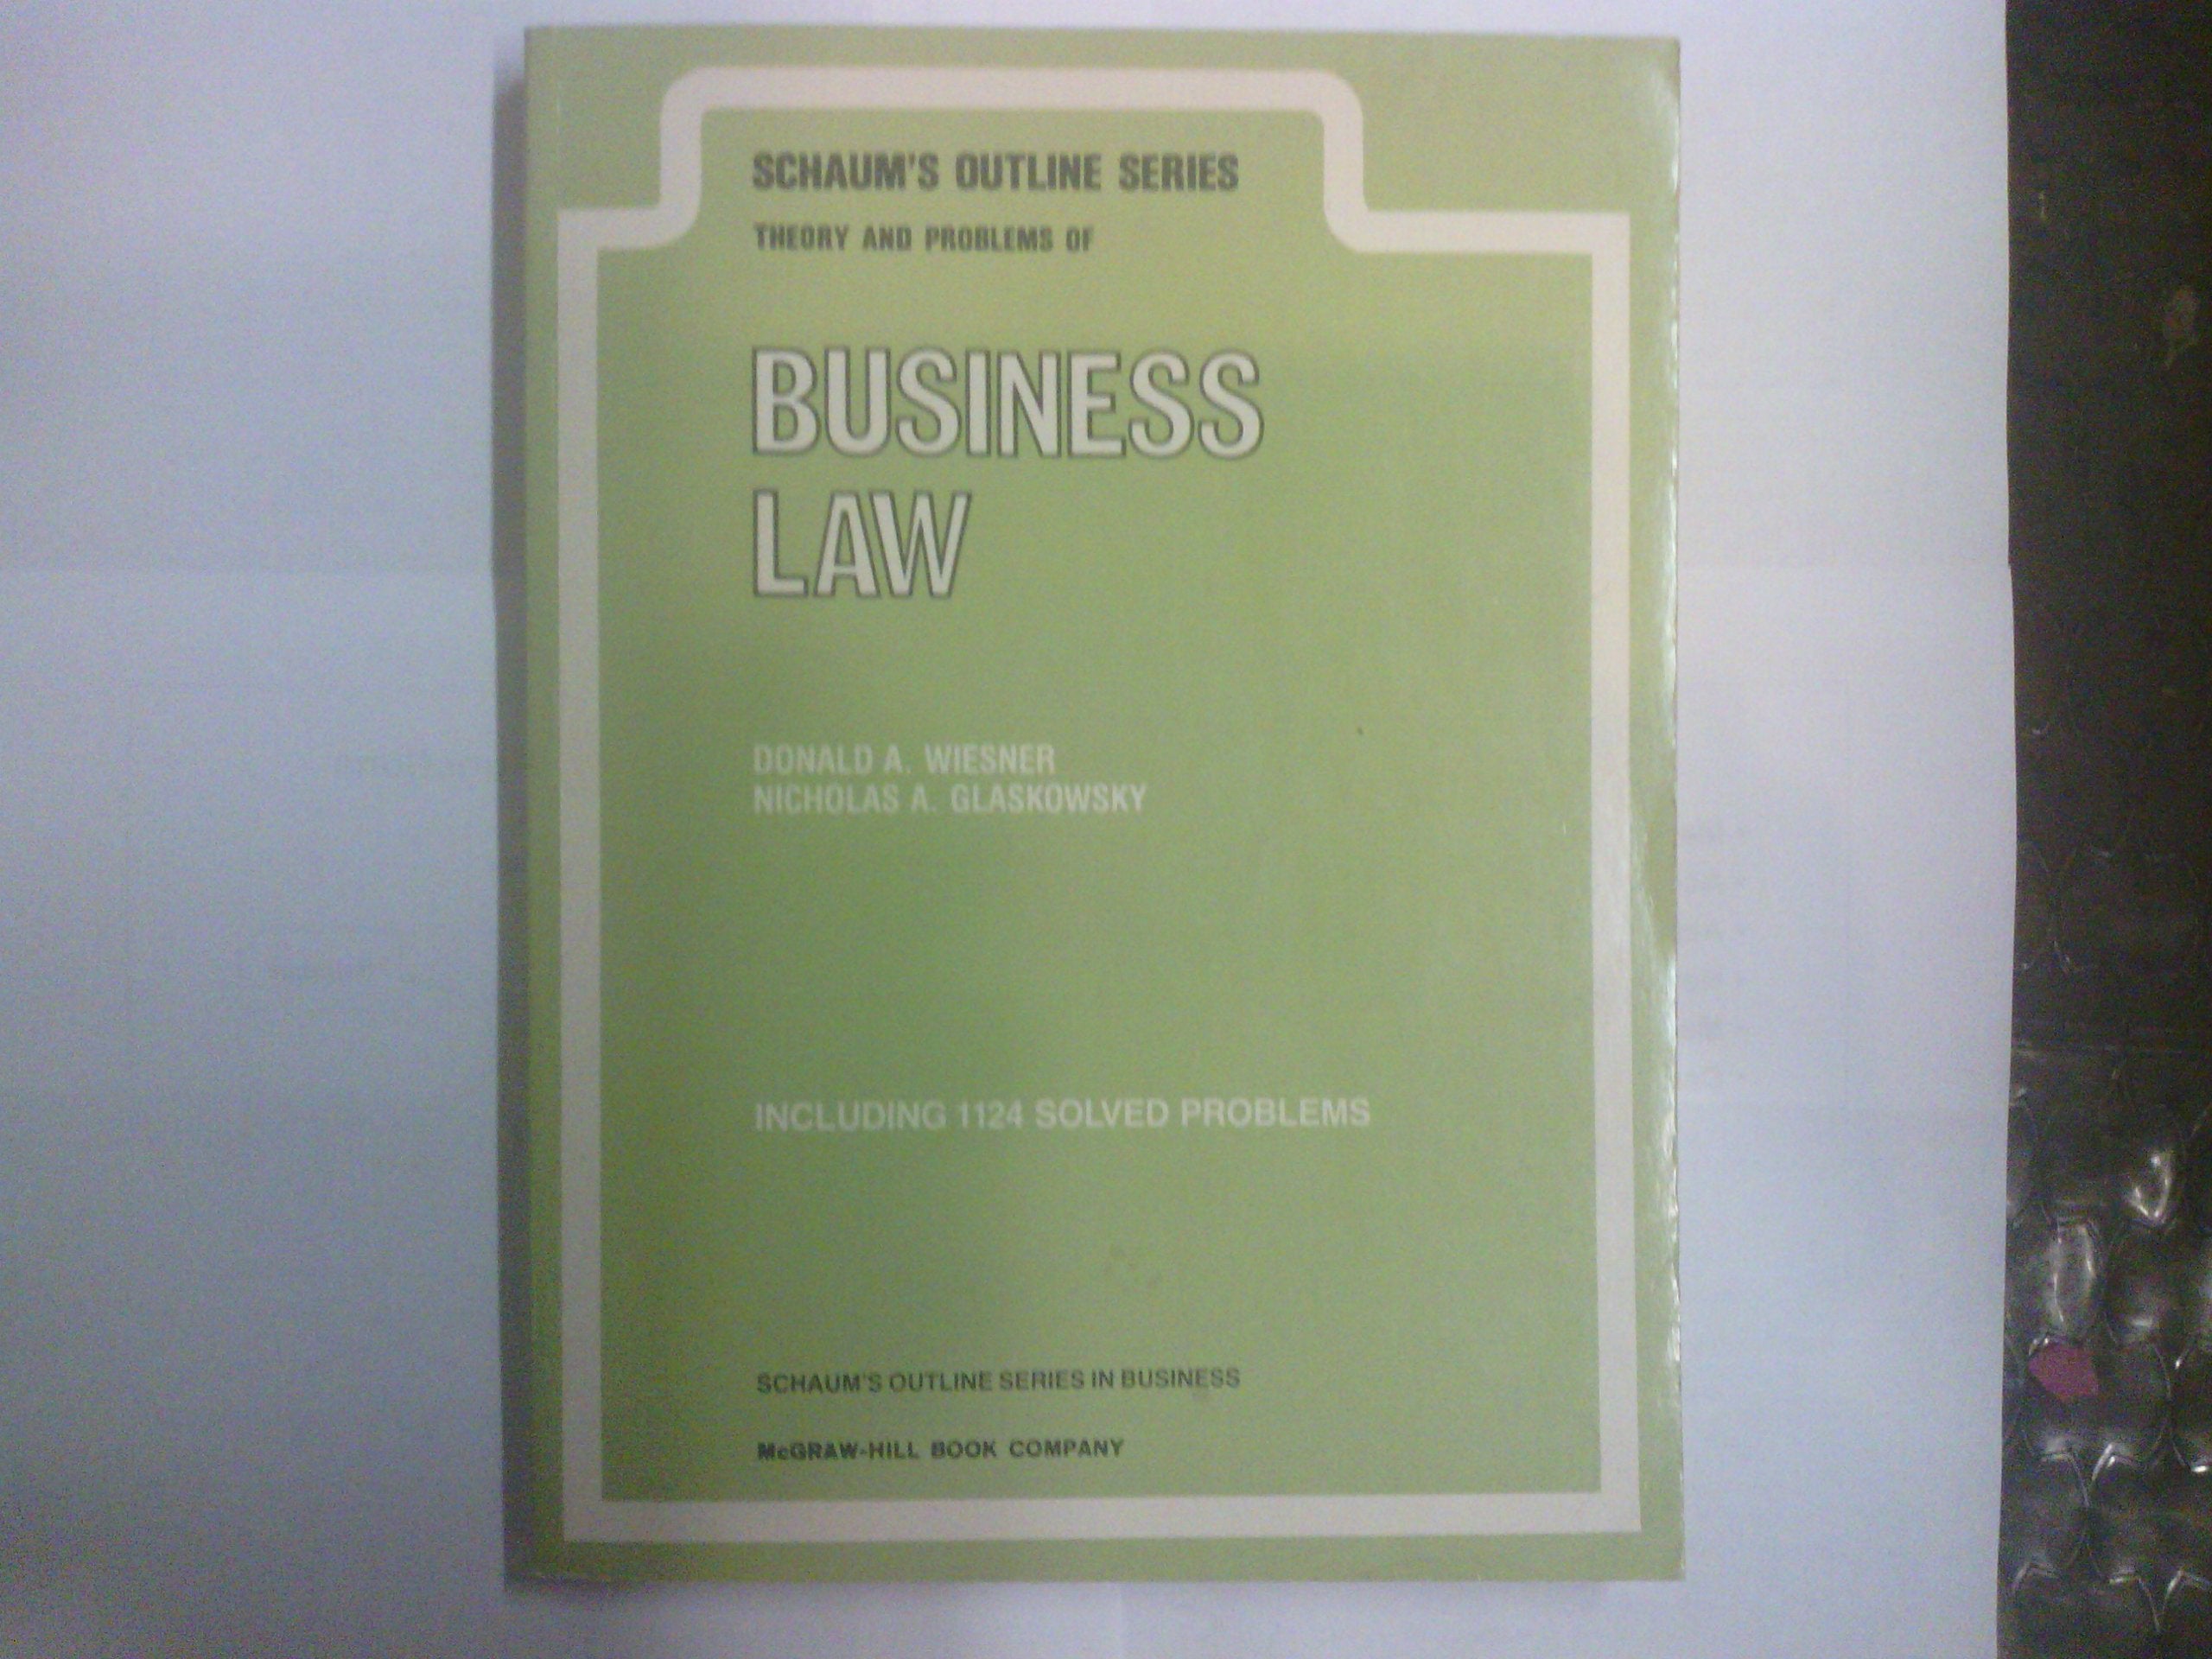 SCHAUM'S OUTLINE SERIES
THEORY AND PROBLEMS OF
BUSINESS
LAW
DONALD A. WIESNER
NICHOLAS A. GLASKOWSKY
INCLUDING 1124 SOLVED PROBLEMS
SCHAUM'S OUTLINE SERIES IN BUSINESS
McGRAW-HILL BOOK COMPANY